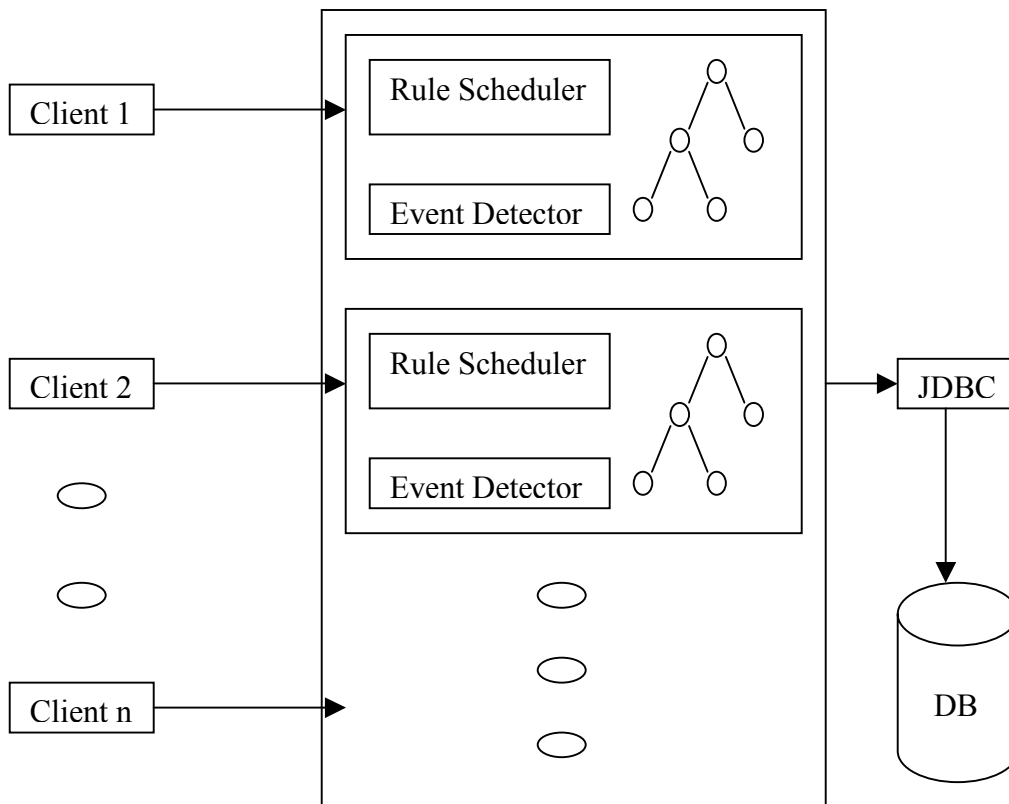 Rule Scheduler
Client 1
Event Detector
Rule Scheduler
Client 2
JDBC
Event Detector
Client n
DB